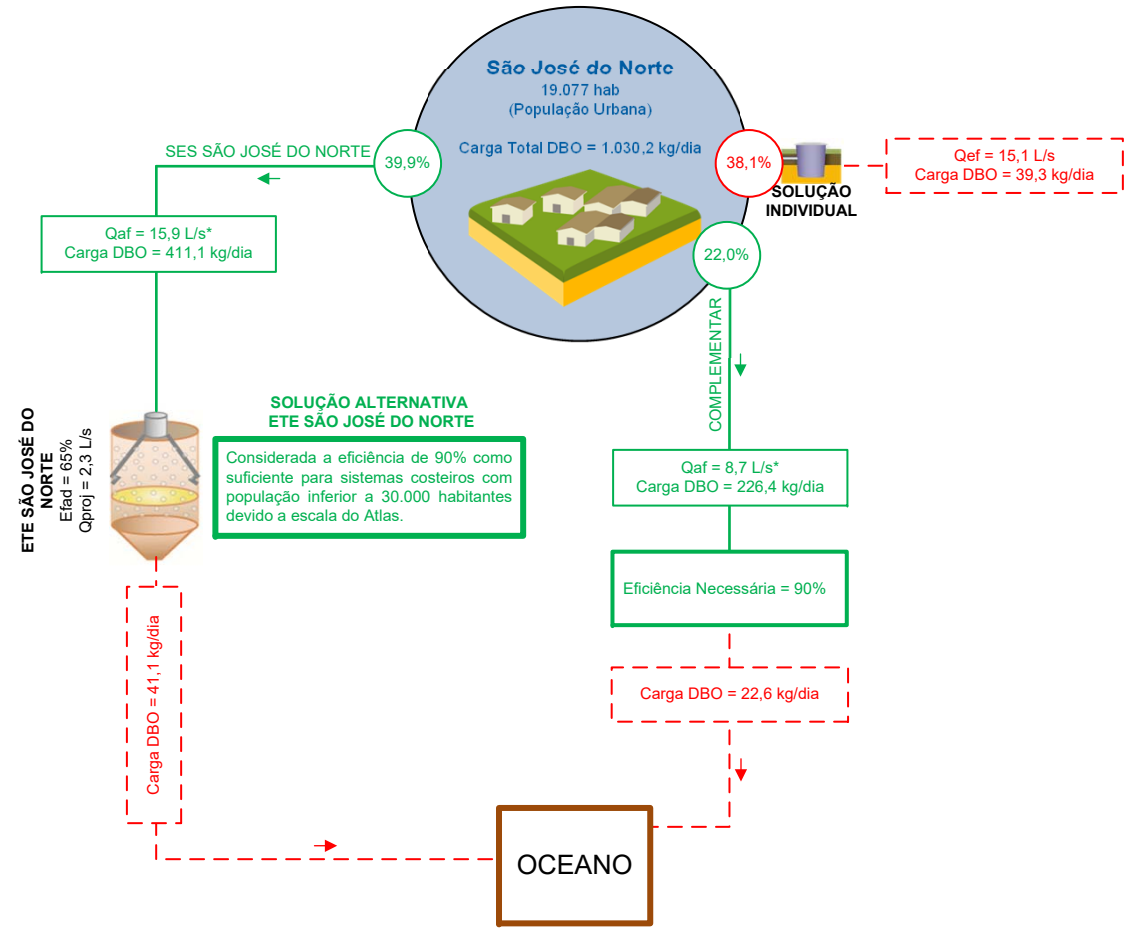 São José do Norte
19.077 hab
(População Urbana)
Carga Total DBO = 1.030,2 kg/dia
SES SÃO JOSÉ DO NORTE
39,9%
38,1%
SOLUÇÃO
INDIVIDUAL
Qef = 15,1 L/s
Carga DBO = 39,3 kg/dia
22,0%
Qaf = 15,9 L/s*
Carga DBO = 411,1 kg/dia
COMPLEMENTAR
ETE SÃO JOSÉ DO
NORTE
Efad = 65%
Qproj = 2,3 L/s
SOLUÇÃO ALTERNATIVA
ETE SÃO JOSÉ DO NORTE
Considerada a eficiência de 90% como
suficiente para sistemas costeiros com
população inferior a 30.000 habitantes
devido a escala do Atlas.
Qaf = 8,7 L/s*
Carga DBO = 226,4 kg/dia
Eficiência Necessária = 90%
Carga DBO = 41,1 kg/dia
Carga DBO = 22,6 kg/dia
OCEANO